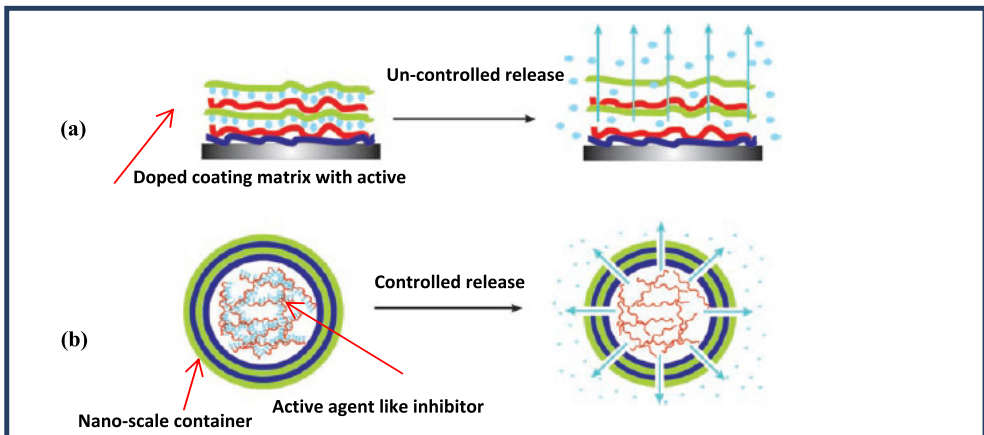 Un-controlled release
(a)
Doped coating matrix with active
Controlled release
(b)
Active agent like inhibitor
Nano-scale container